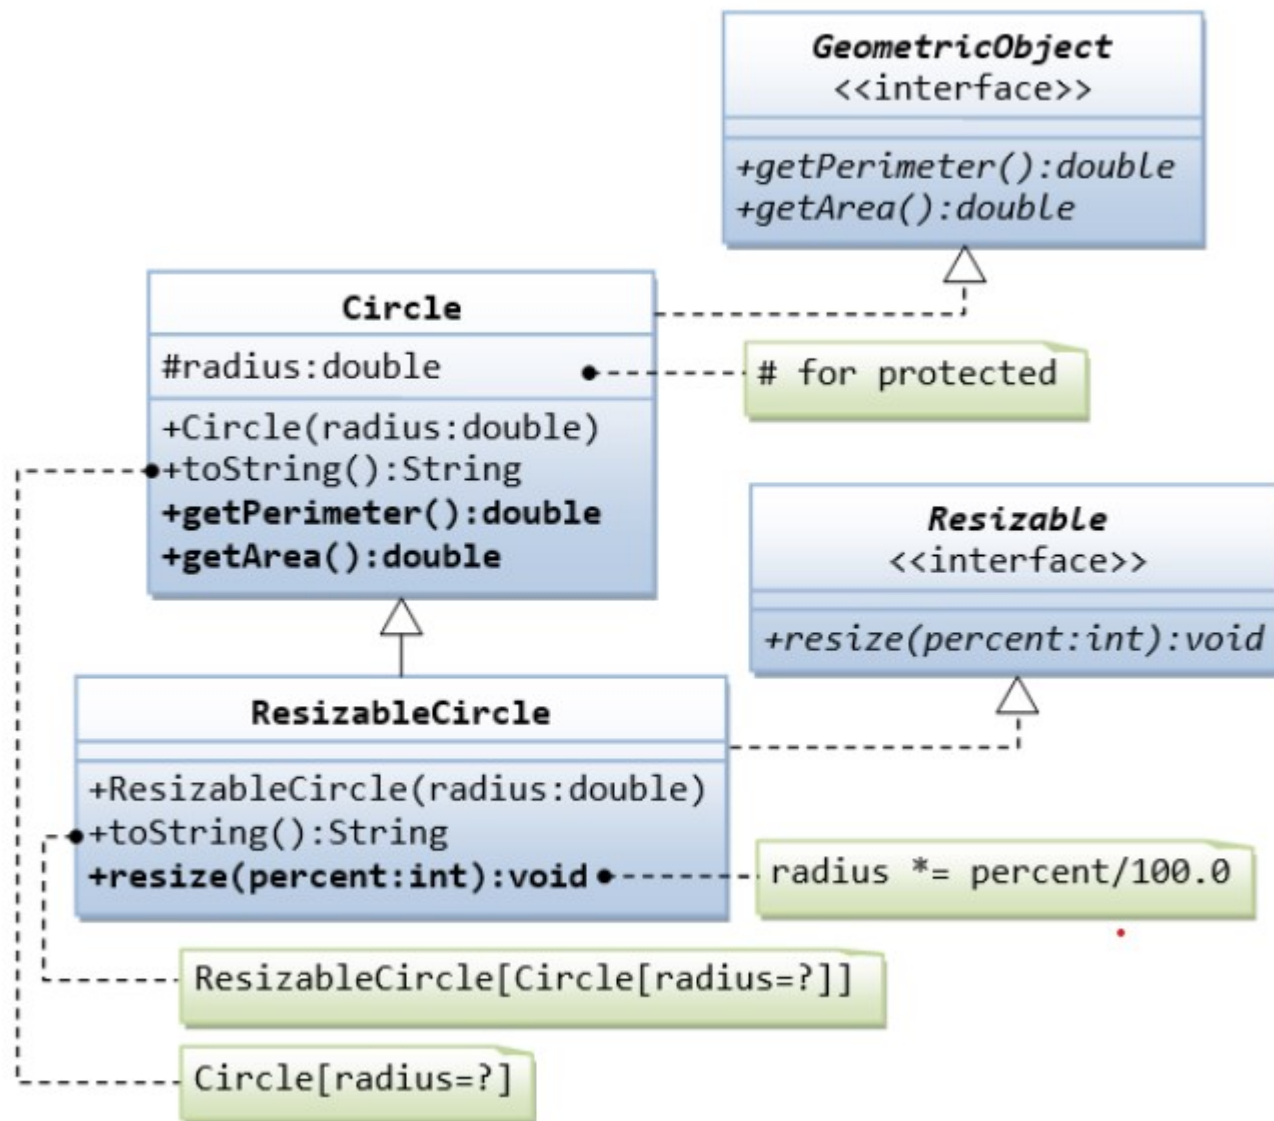 GeometricObject
<<interface>>
+getPerimeter():double
+getArea():double
Circle
#radius:double
# for protected
+Circle(radius:double)
+toString():String
+getPerimeter():double
+getArea():double
Resizable
<<interface>>
+resize(percent:int):void
ResizableCircle
+ResizableCircle(radius:double)
+toString():String
+resize(percent:int):void
radius *= percent/100.0
ResizableCircle[Circle[radius=?]]
Circle[radius=?]